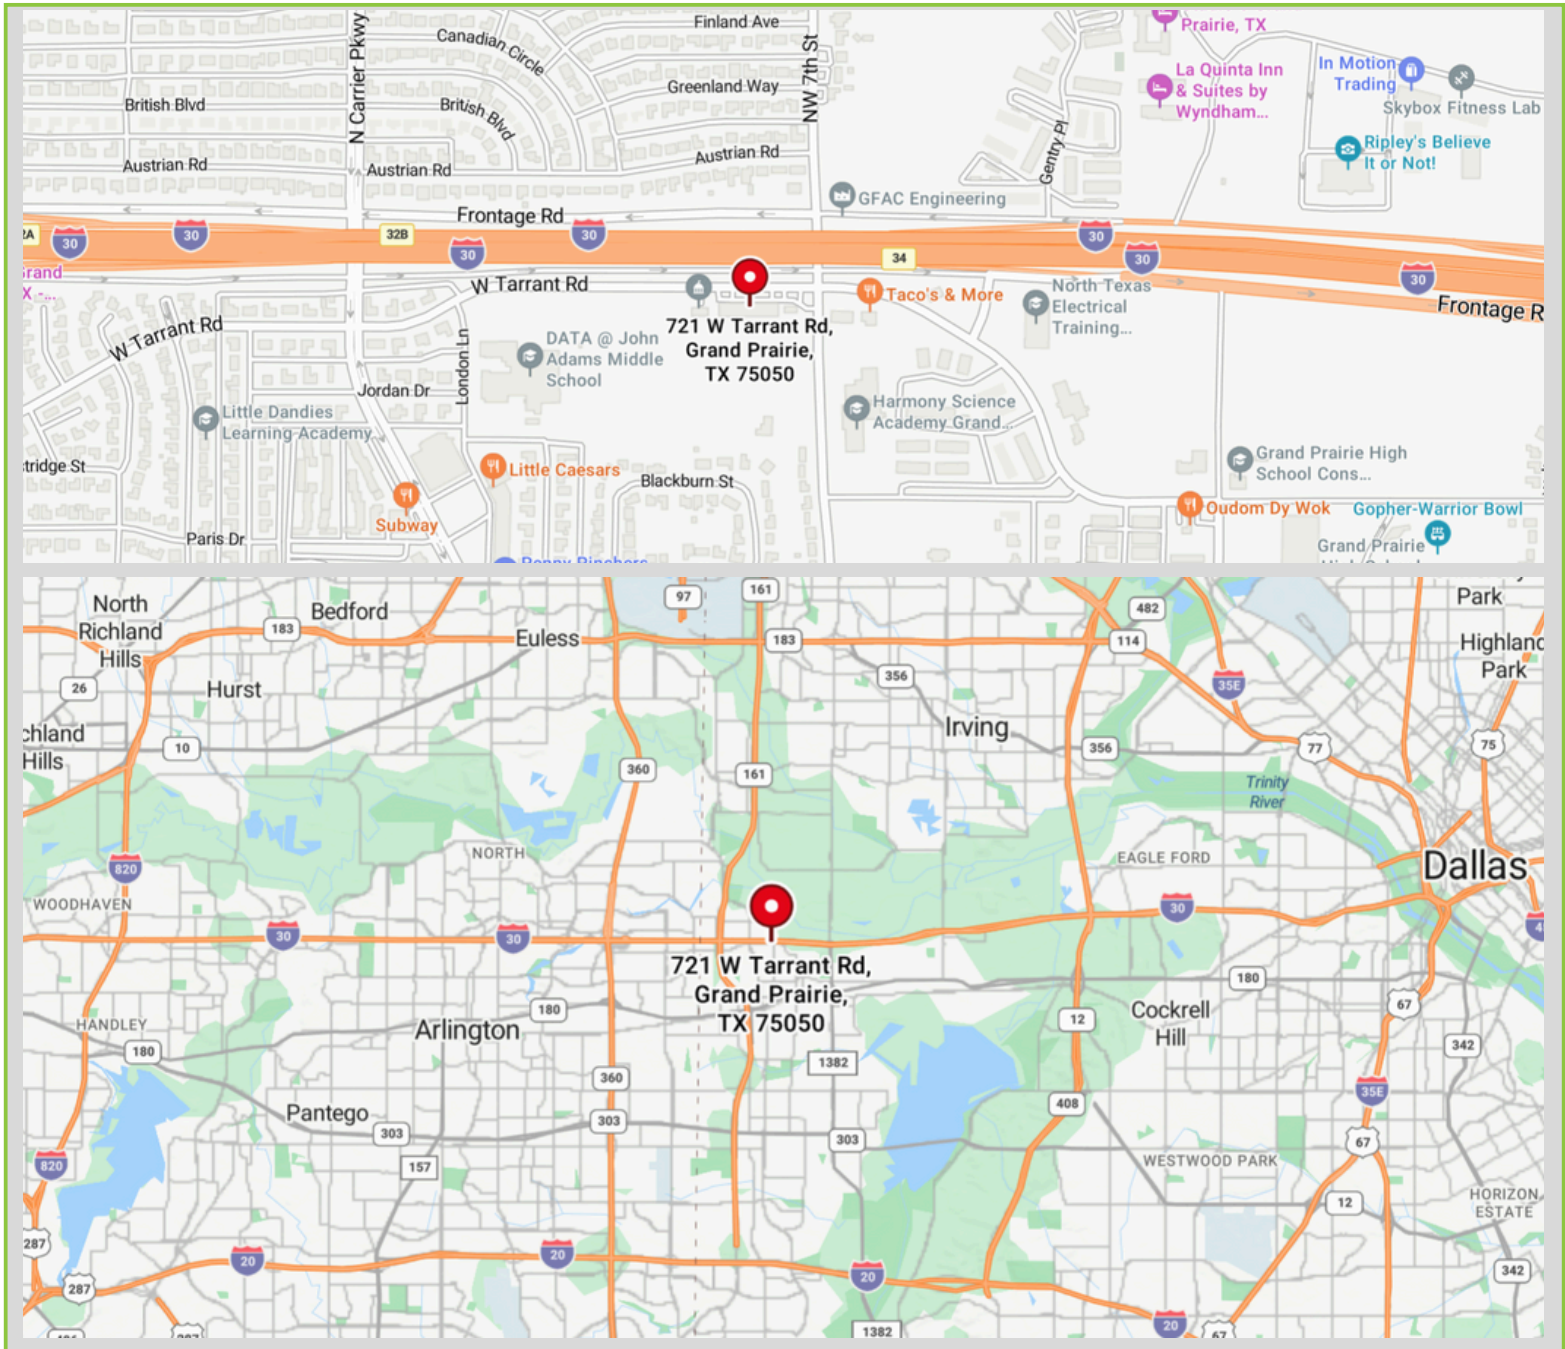 Finland Ave
Canadian Circle
N Carrier Pkwy
NW 7th St
Prairie, TX
La Quinta Inn
& Suites by
Wyndham...
In Motion
Trading
Skybox Fitness Lab
Greenland Way
British Blvd
British Blvd
Ripley's Believe
It or Not!
Austrian Rd
Austrian Rd
Austrian Rd
Gentry Pl
GFAC Engineering
Frontage Rd
2A
30
30
32B
30
30
34
30
30
30
W Tarrant Rd
Taco's & More
North Texas
Electrical
Training...
Frontage R
W Tarrant Rd
721 W Tarrant Rd,
Grand Prairie,
TX 75050
DATA @ John
Adams Middle
School
London Ln
Jordan Dr
Little Dandies
Learning Academy
Harmony Science
Academy Grand...
tridge St
Little Caesars
Blackburn St
Grand Prairie High
School Cons...
Subway
Oudom Dy Wok
Gopher-Warrior Bowl
Paris Dr
Grand Prairie
North
Richland
Hills
Bedford
183
Euless
97
161
183
482
114
Park
Highland
Park
26
Hurst
356
35E
Irving
chland
Hills
10
360
161
356
77
75
Trinity
River
820
NORTH
EAGLE FORD
Dallas
WOODHAVEN
30
30
30
721 W Tarrant Rd,
Grand Prairie,
TX 75050
180
67
HANDLEY
180
Arlington
180
12
Cockrell
Hill
342
1382
360
408
35E
Pantego
303
303
303
67
820
157
WESTWOOD PARK
12
HORIZON
ESTATE
287
20
20
20
287
342
1382
20
67